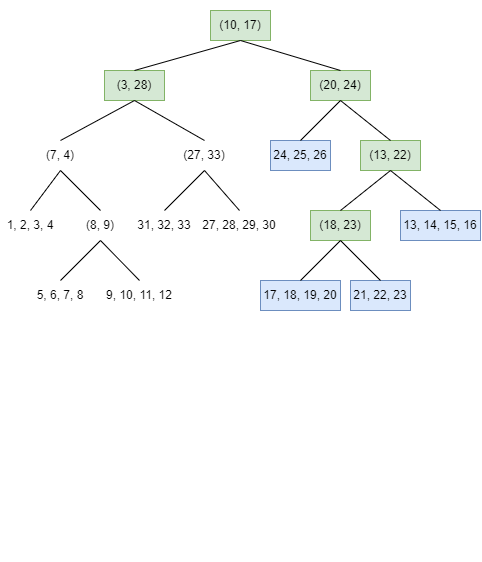 (10, 17)
(3, 28)
(20, 24)
(7, 4)
(27, 33)
24, 25, 26
(13, 22)
1, 2, 3, 4
(8, 9)
31, 32, 33
27, 28, 29, 30
(18, 23)
13, 14, 15, 16
5, 6, 7, 8
9, 10, 11, 12
17, 18, 19, 20
21, 22, 23